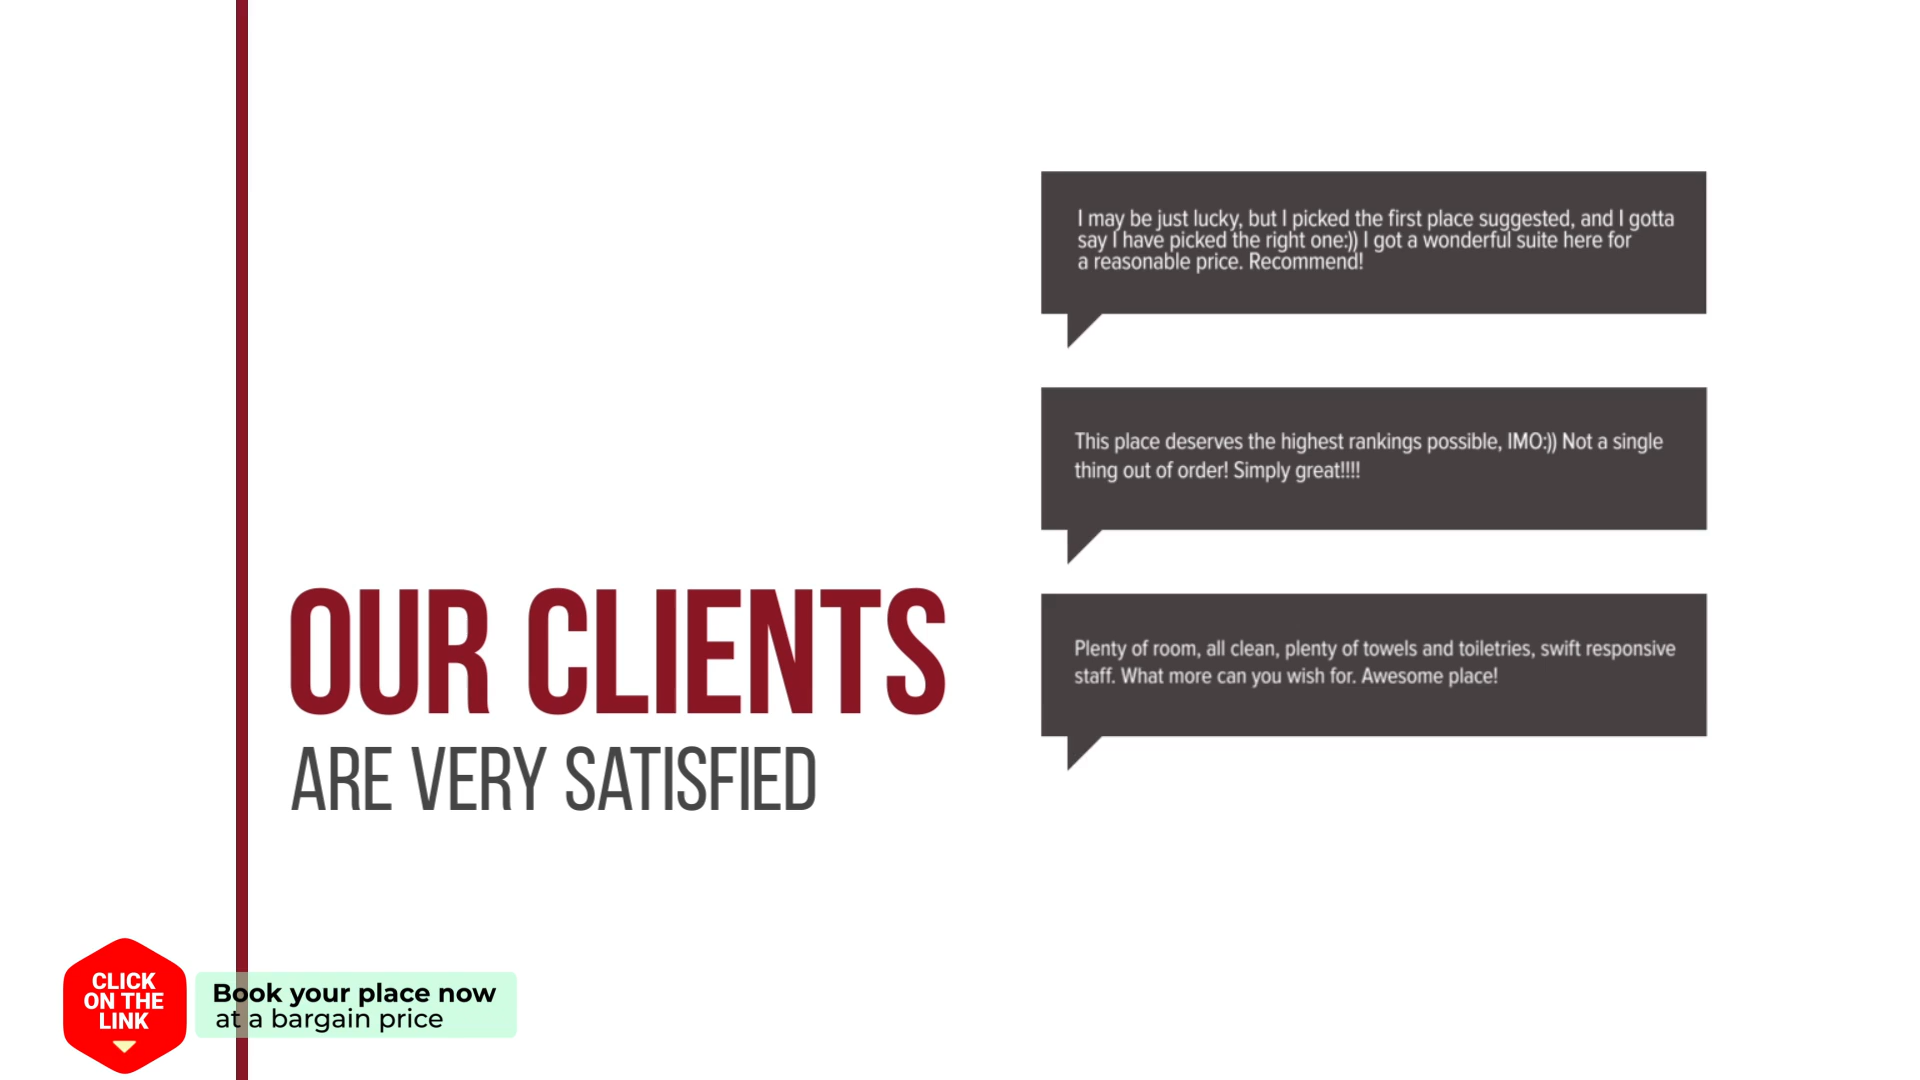 I may be just lucky, but I picked the first place suggested, and I gotta
say I have picked the right one:)) I got a wonderful suite here for
a reasonable price. Recommend!
This place deserves the highest rankings possible, IMO:)) Not a single
thing out of order! Simply great!!!!
Plenty of room, all clean, plenty of towels and toiletries, swift responsive
staff. What more can you wish for. Awesome place!
OUR CLIENTS
ARE VERY SATISFIED
CLICK
ON THE
LINK
Book your place now
at a bargain price